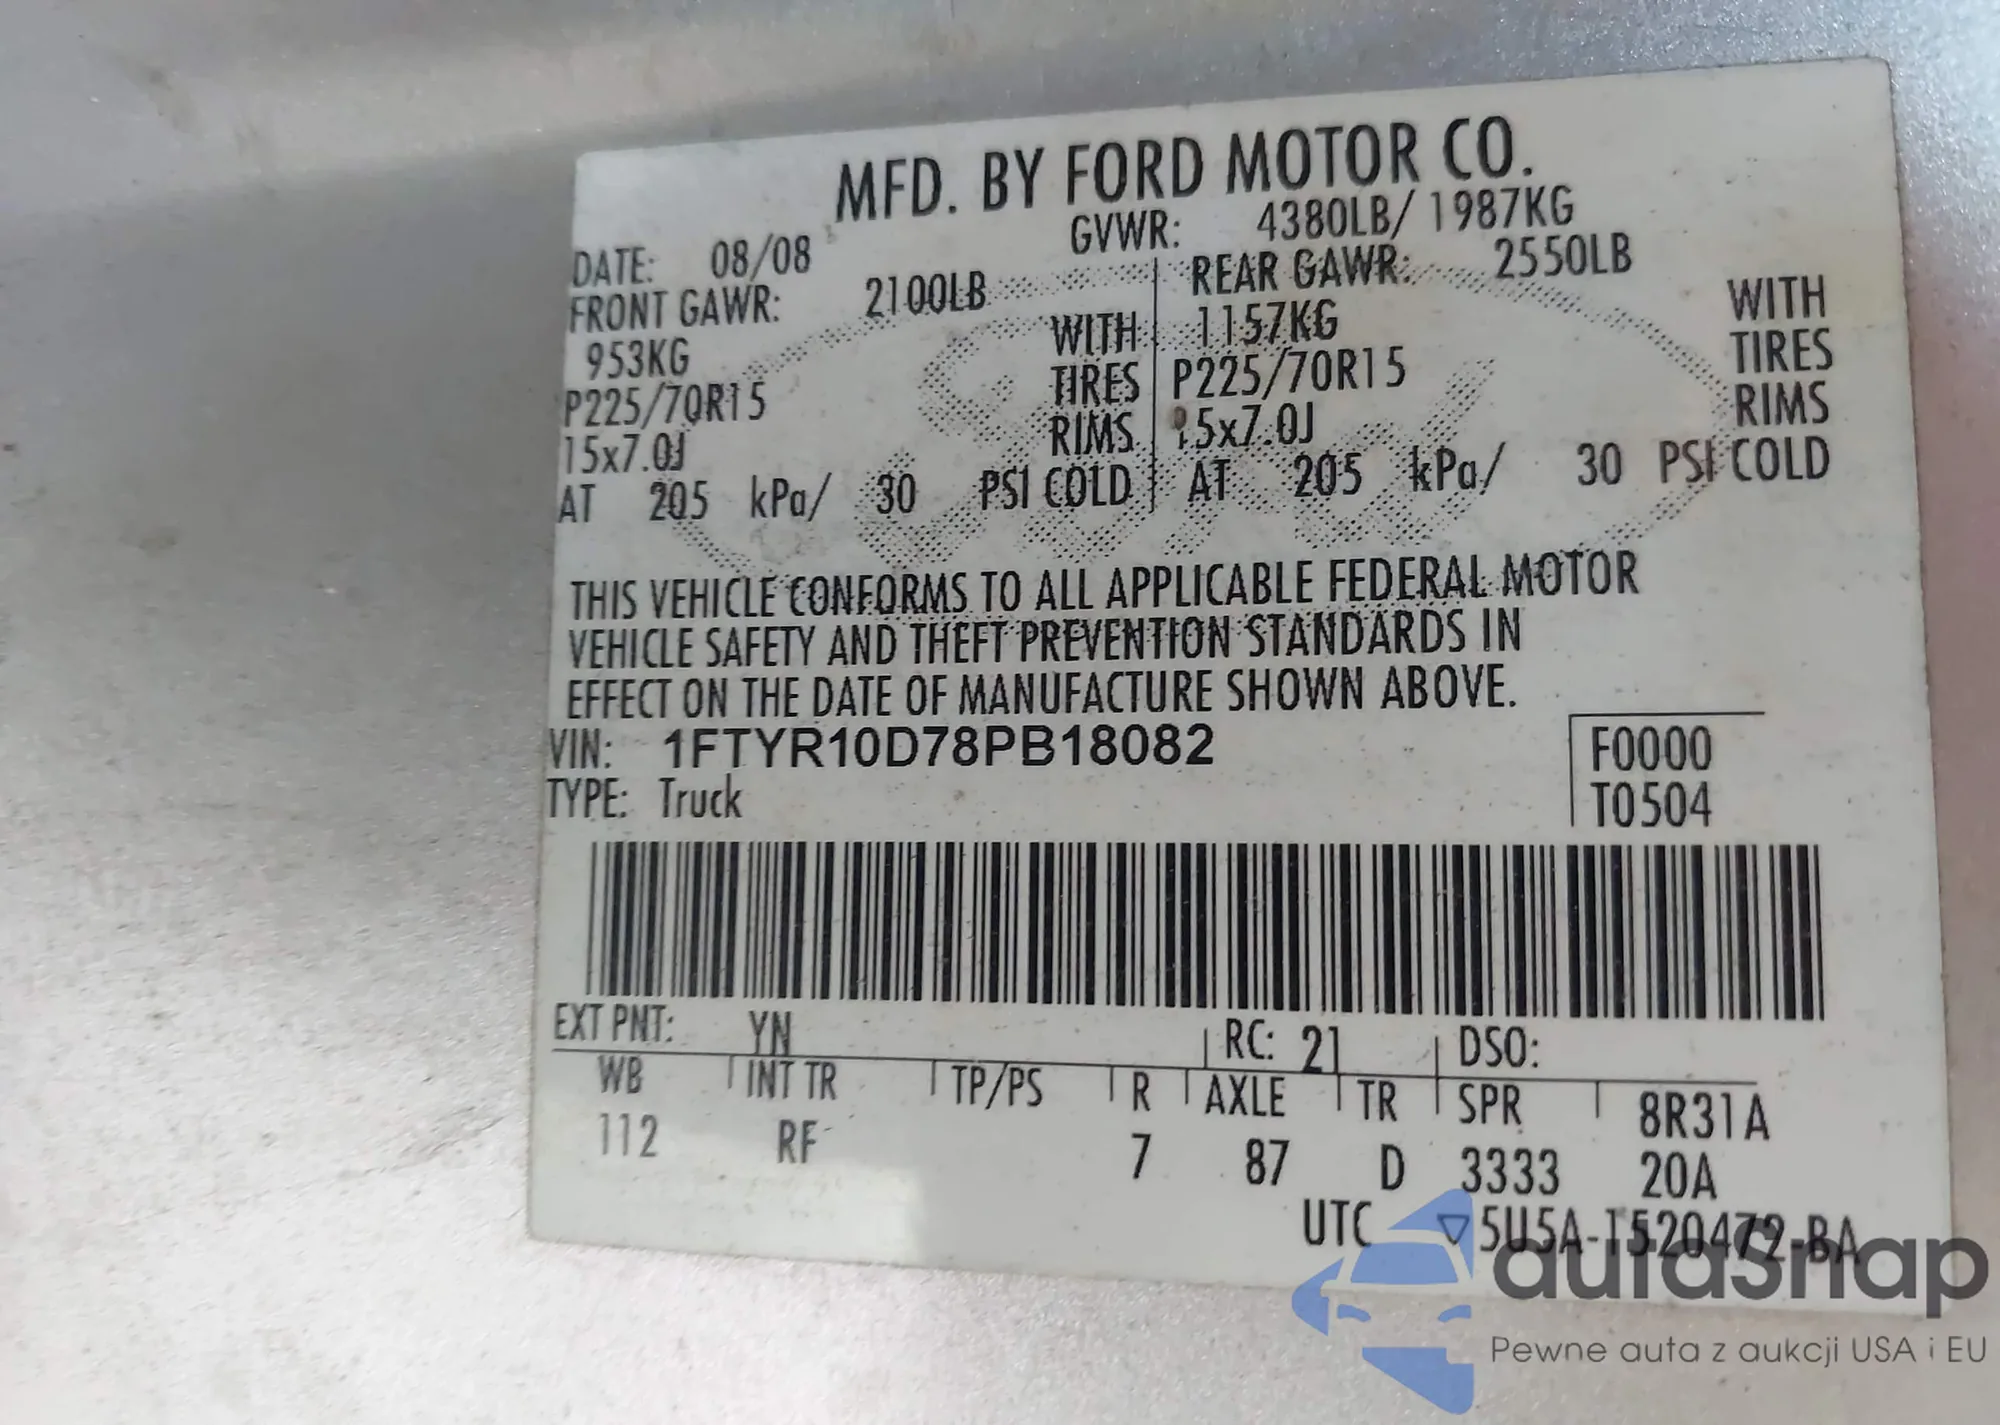 MFD. BY FORD MOTOR CO.
DATE: 08/08 GVWR: 4380LB/ 1987KG
FRONT GAWR: 2100LB REAR GAWR: 2550LB
953KG WITH 1157KG WITH
P225/70R15 TIRES P225/70R15 TIRES
15x7.0J RIMS 15x7.0J RIMS
AT 205 kPa/ 30 PSI COLD AT 205 kPa/ 30 PSI COLD
THIS VEHICLE CONFORMS TO ALL APPLICABLE FEDERAL MOTOR
VEHICLE SAFETY AND THEFT PREVENTION STANDARDS IN
EFFECT ON THE DATE OF MANUFACTURE SHOWN ABOVE.
VIN: 1FTYR10D78PB18082 F0000
TYPE: Truck T0504
EXT PNT: YN RC: 21 DSO:
WB INT TR TP/PS R AXLE TR SPR 8R31A
112 RF 7 87 D 3333 20A
UTC ▽5U5A-1520472-BA
autasnap
Pewne auta z aukcji USA i EU